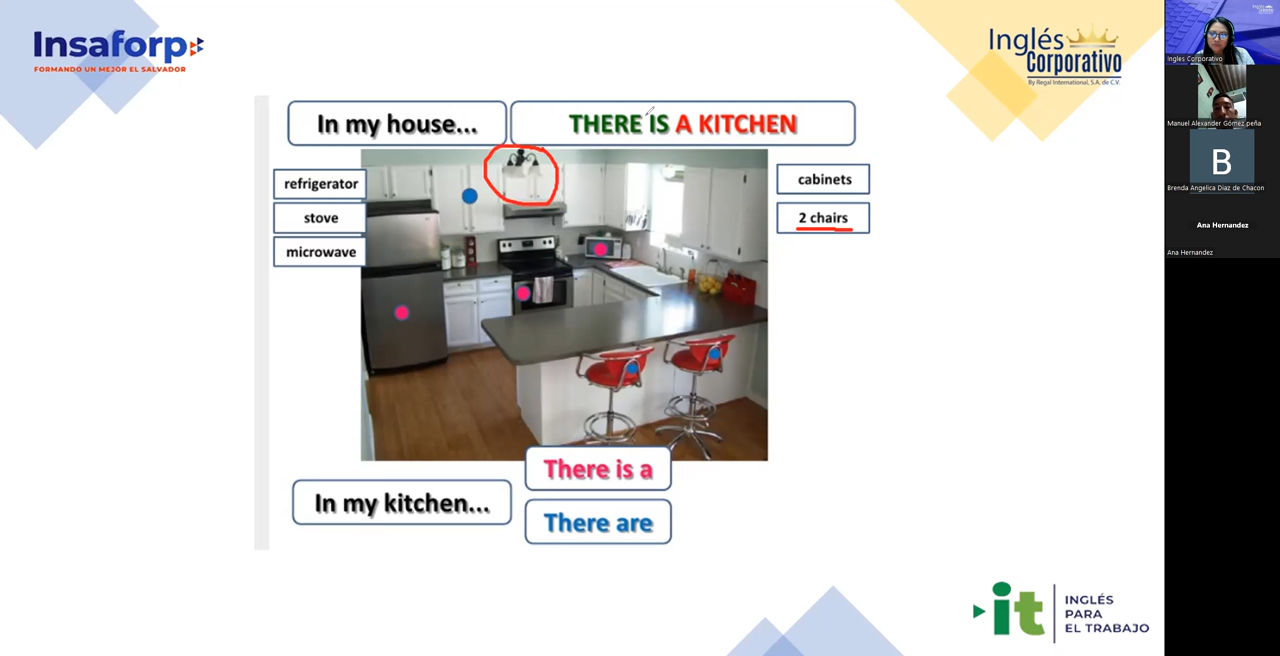 Insaforp
FORMANDO UN MEJOR EL SALVADOR
Inglés
Corporativo
By Regal International, S.A. de C.V.
In my house...
THERE IS A KITCHEN
refrigerator
stove
microwave
cabinets
2 chairs
There is a
In my kitchen...
There are
it
INGLÉS
PARA
EL TRABAJO
Ingles Corporativo
Manuel Alexander Gómez peña
B
Brenda Angelica Diaz de Chacon
Ana Hernandez
Ana Hernandez